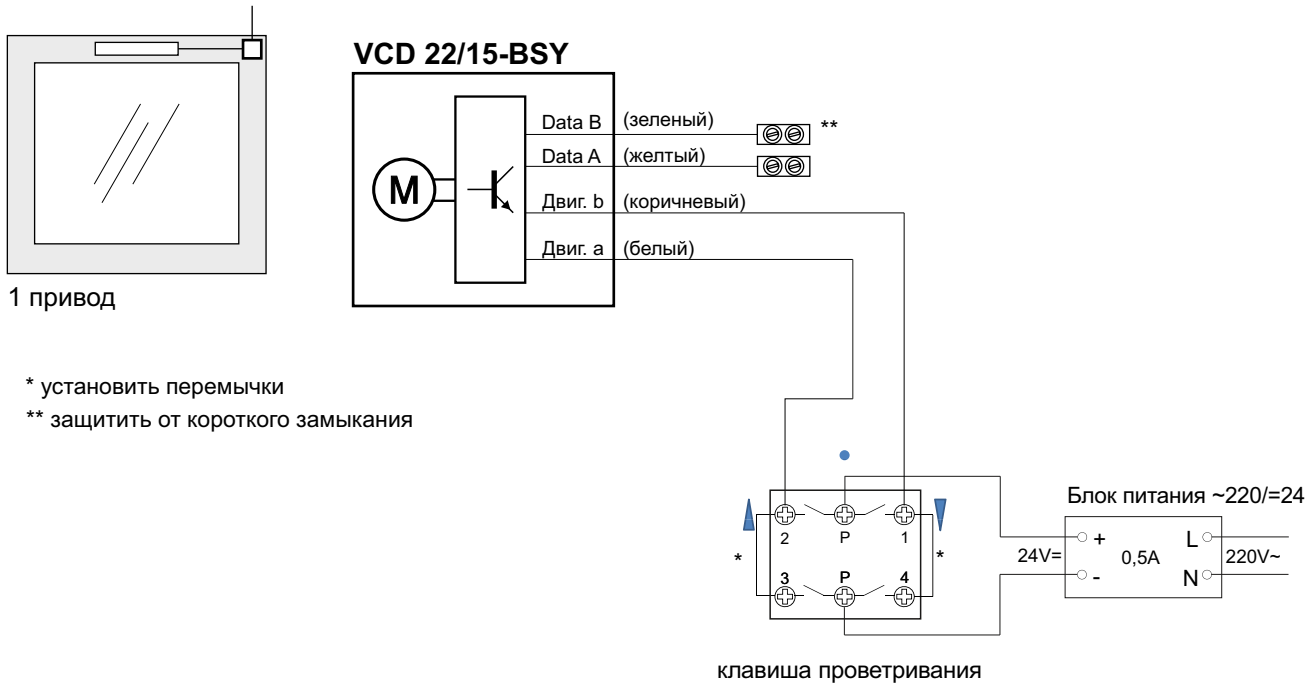 VCD 22/15-BSY
Data B (зеленый) **
Data A (желтый)
M
Двиг. b (коричневый)
Двиг. a (белый)
1 привод
* установить перемычки
** защитить от короткого замыкания
Блок питания ~220/=24
2 P 1
* *
3 P 4
24V= + 0,5A L 220V~
- N
клавиша проветривания